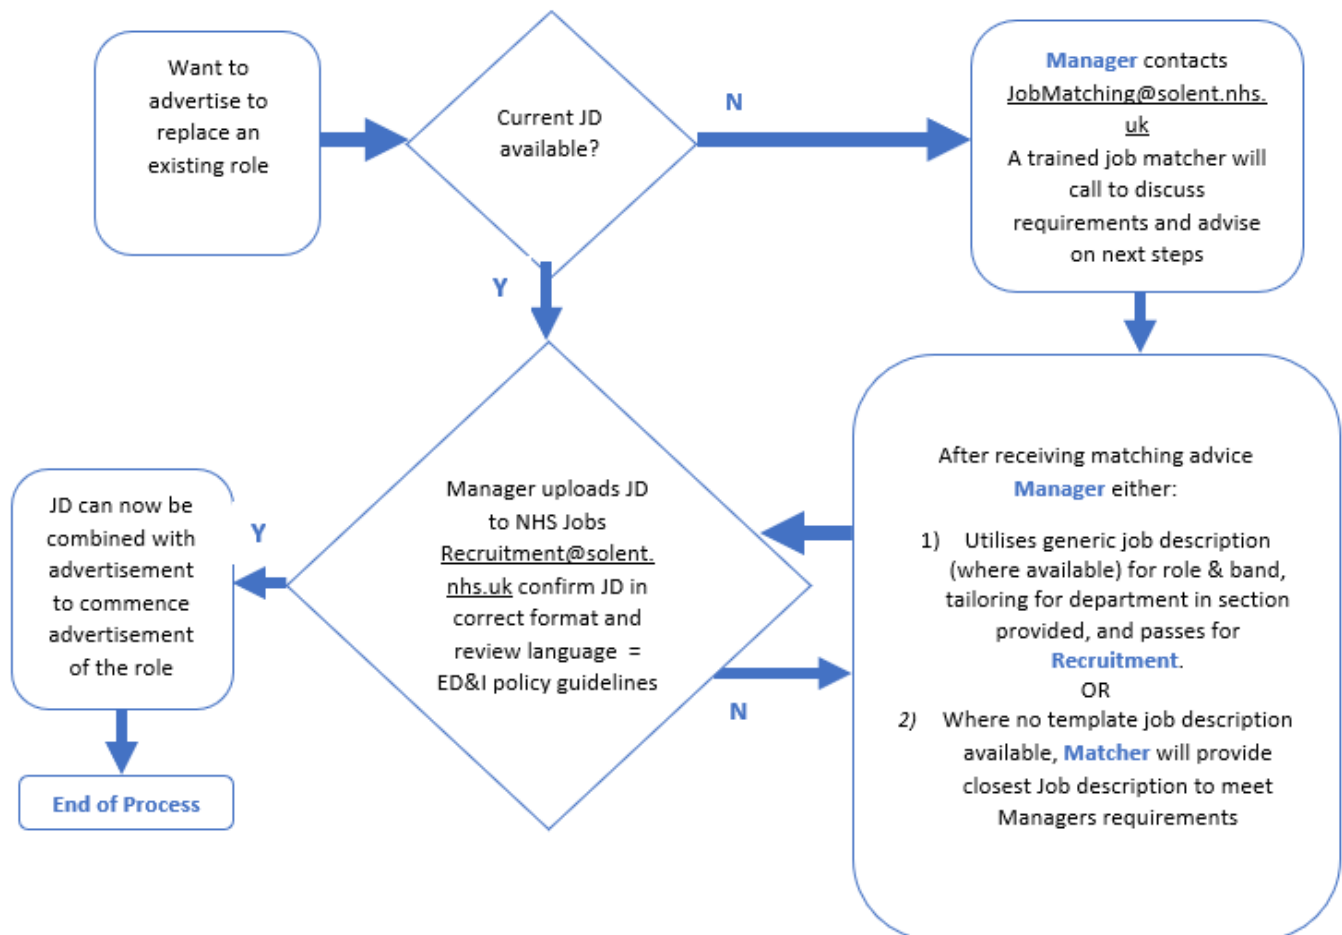 Want to
advertise to
replace an
existing role
Current JD
available?
N
Manager contacts
JobMatching@solent.nhs.
uk
A trained job matcher will
call to discuss
requirements and advise
on next steps
Y
After receiving matching advice
Manager either:
1) Utilises generic job description
(where available) for role & band,
tailoring for department in section
provided, and passes for
Recruitment.
OR
2) Where no template job description
available, Matcher will provide
closest Job description to meet
Managers requirements
Manager uploads JD
to NHS Jobs
Recruitment@solent.
nhs.uk confirm JD in
correct format and
review language =
ED&I policy guidelines
N
Y
JD can now be
combined with
advertisement
to commence
advertisement
of the role
End of Process